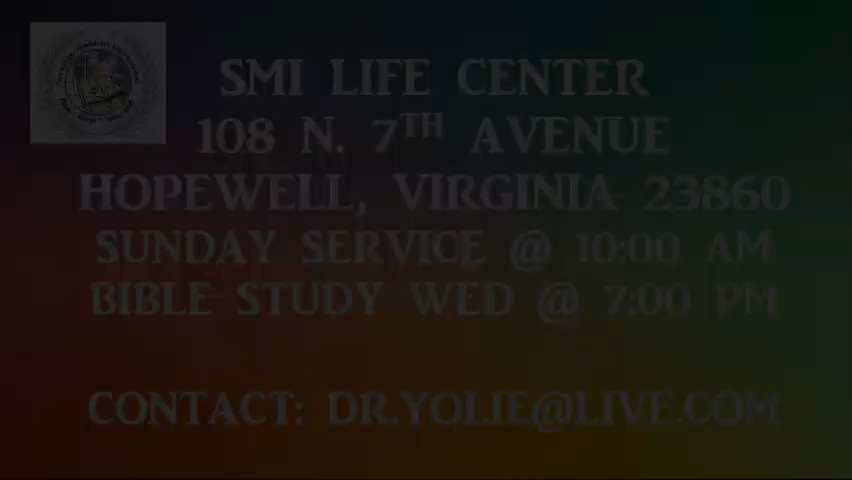 SMI LIFE CENTER
108 N. 7TH AVENUE
HOPEWELL, VIRGINIA 23860
SUNDAY SERVICE @ 10:00 AM
BIBLE STUDY WED @ 7:00 PM
CONTACT: DR.YOLIE@LIVE.COM